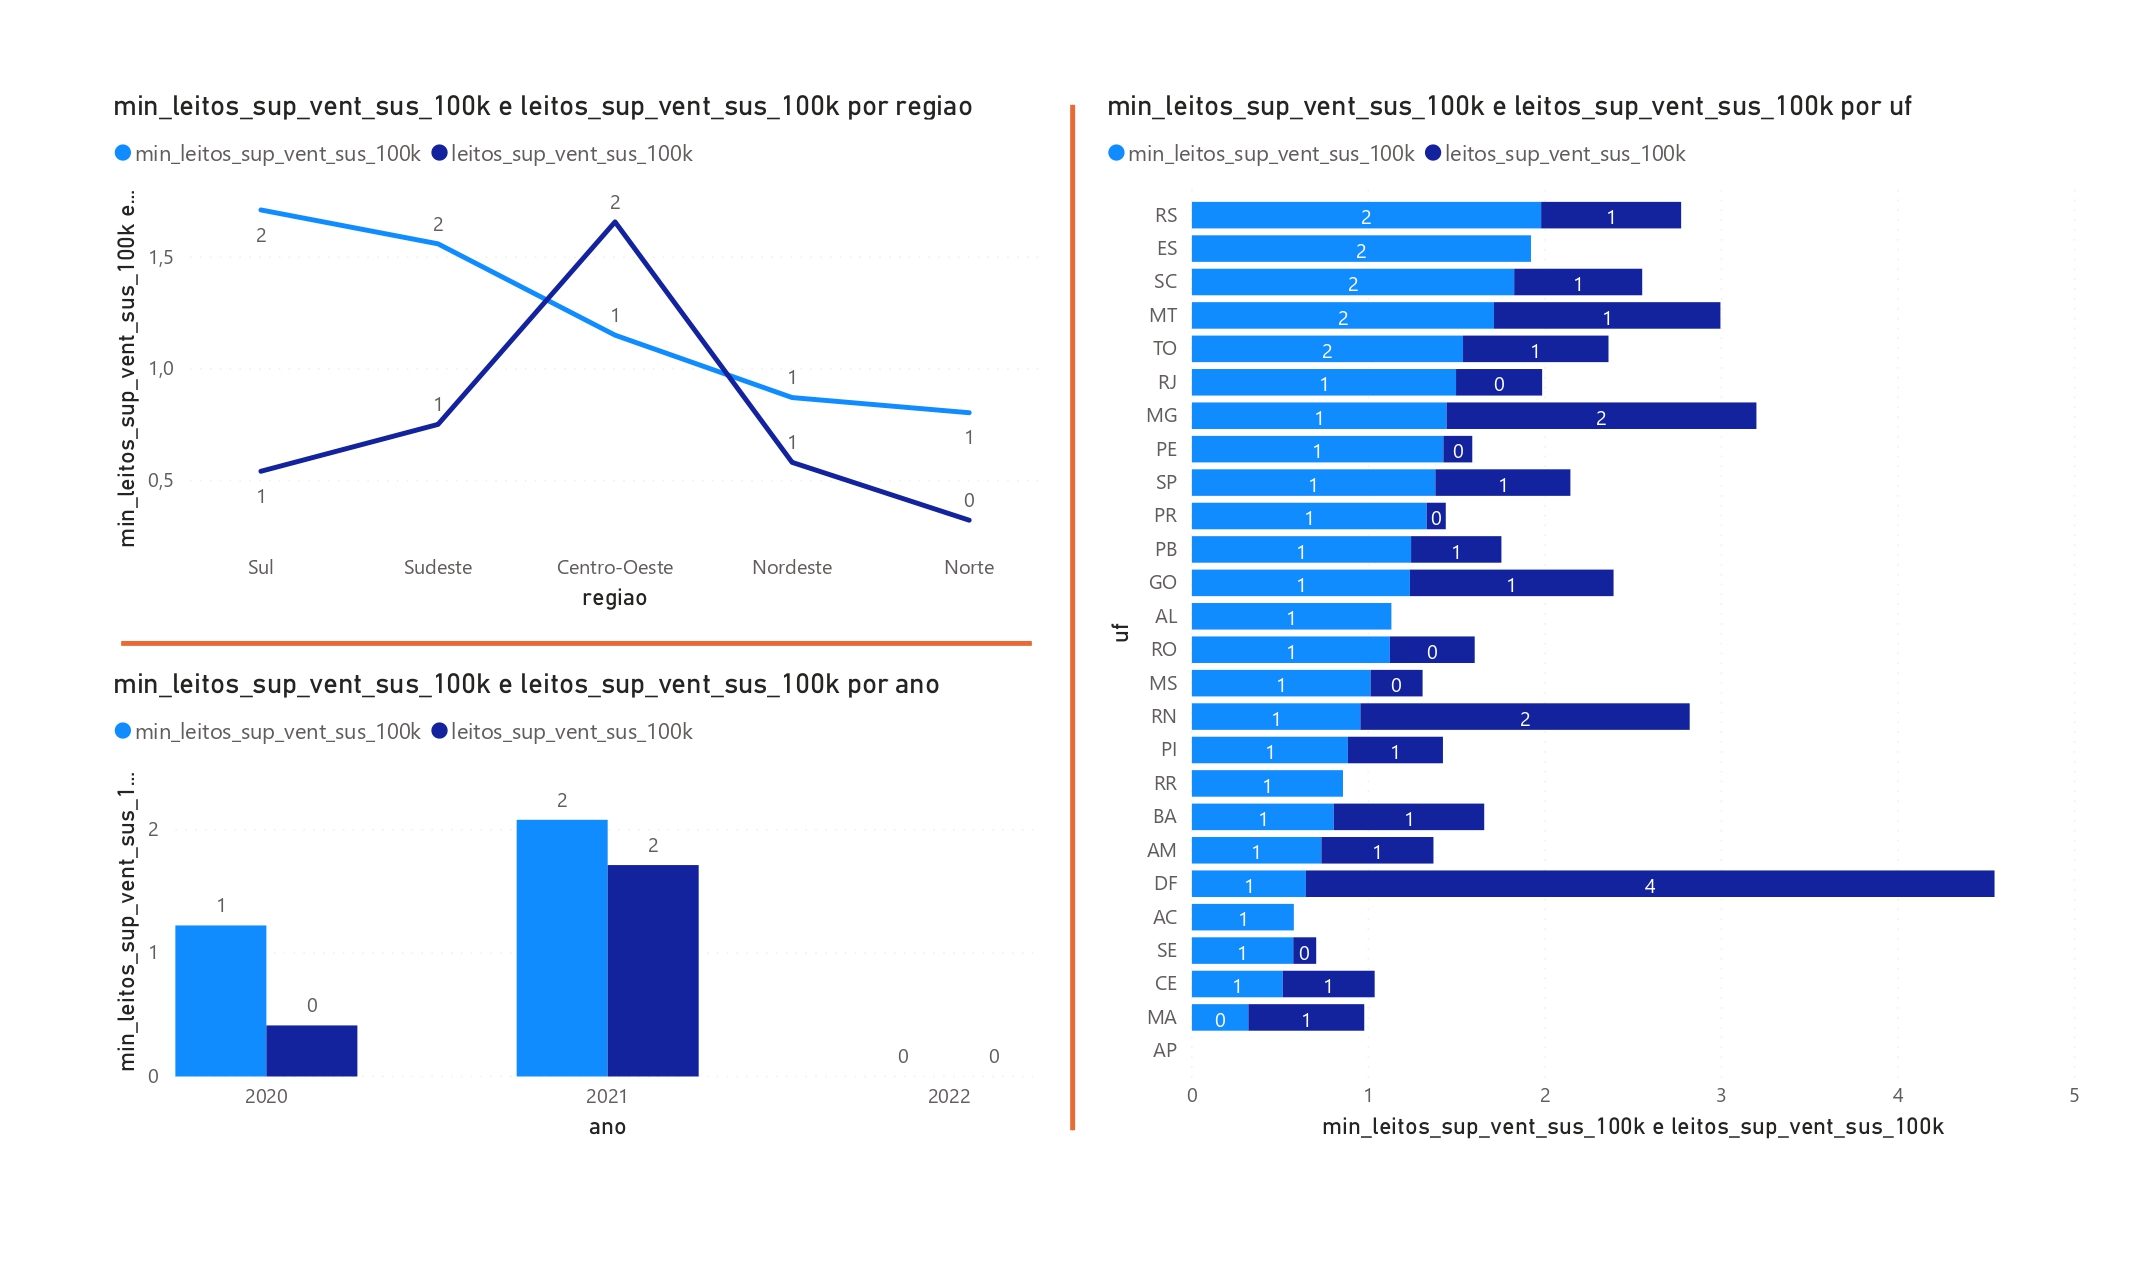 min_leitos_sup_vent_sus_100k e leitos_sup_vent_sus_100k por regiao
min_leitos_sup_vent_sus_100k leitos_sup_vent_sus_100k
min_leitos_sup_vent_sus_100k e...
1,5
1,0
0,5
2
2
1
1
1
1
1
2
1
0
Sul Sudeste Centro-Oeste Nordeste Norte
regiao
min_leitos_sup_vent_sus_100k e leitos_sup_vent_sus_100k por ano
min_leitos_sup_vent_sus_100k leitos_sup_vent_sus_100k
min_leitos_sup_vent_sus_1...
2
1
0
1
0
2
2
0
0
2020 2021 2022
ano
min_leitos_sup_vent_sus_100k e leitos_sup_vent_sus_100k por uf
min_leitos_sup_vent_sus_100k leitos_sup_vent_sus_100k
uf
RS 2 1
ES 2
SC 2 1
MT 2 1
TO 2 1
RJ 1 0
MG 1 2
PE 1 0
SP 1 1
PR 1 0
PB 1 1
GO 1 1
AL 1
RO 1 0
MS 1 0
RN 1 2
PI 1 1
RR 1
BA 1 1
AM 1 1
DF 1 4
AC 1
SE 1 0
CE 1 1
MA 0 1
AP
0 1 2 3 4 5
min_leitos_sup_vent_sus_100k e leitos_sup_vent_sus_100k